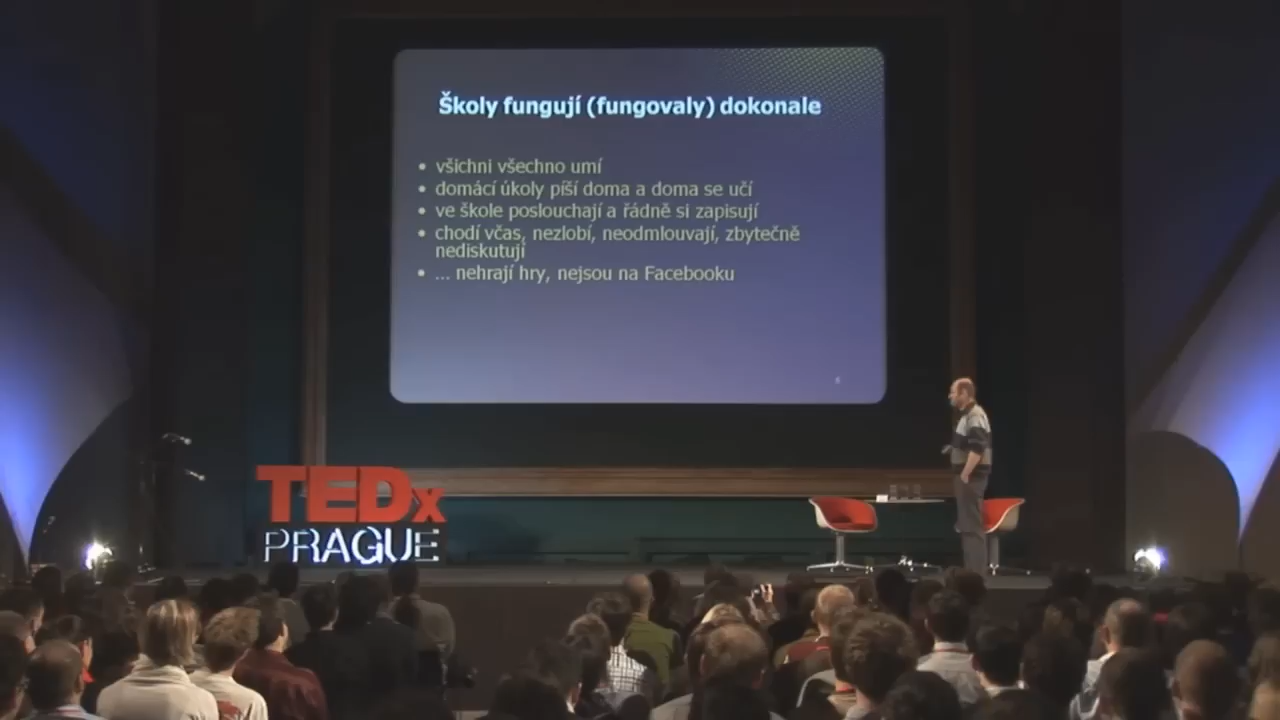 Školy fungují (fungovaly) dokonale
• všichni všechno umí
• domácí úkoly píší doma a doma se učí
• ve škole poslouchají a řádně si zapisují
• chodí včas, nezlobí, neodmlouvají, zbytečně
nediskutují
• ... nehrají hry, nejsou na Facebooku
6
TEDx
PRAGUE